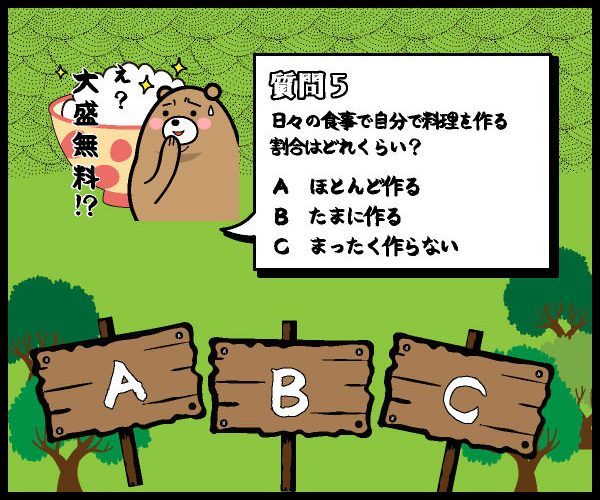 え？
大盛無料!?
質問5
日々の食事で自分で料理を作る
割合はどれくらい？
A ほとんど作る
B たまに作る
C まったく作らない
A
B
C